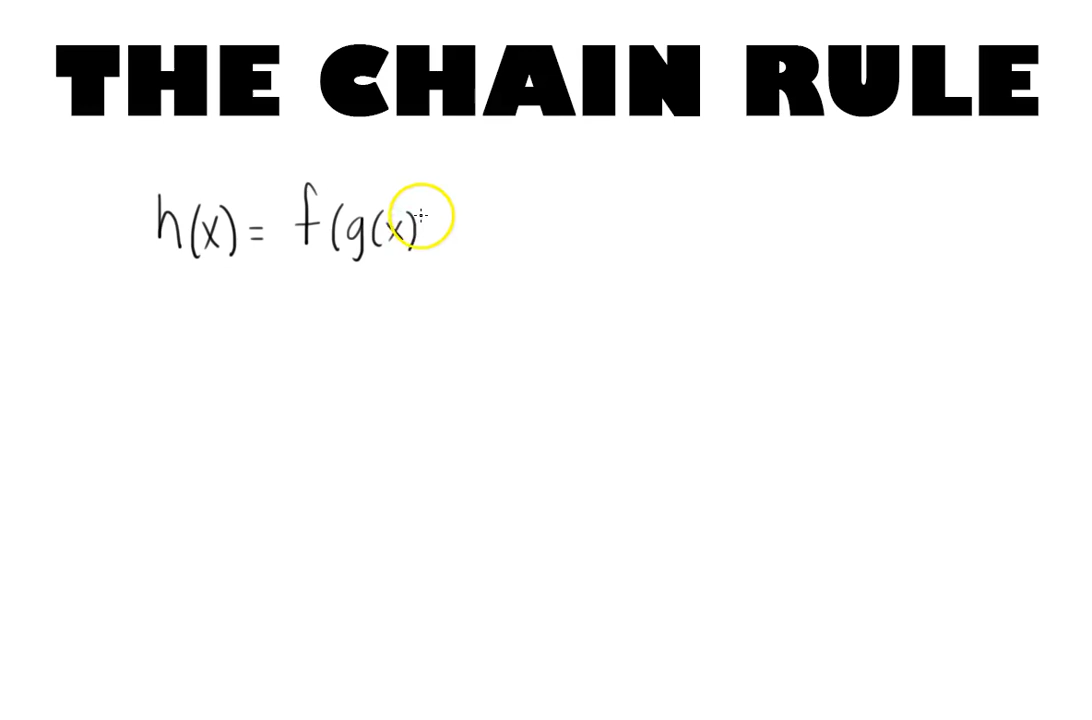 THE CHAIN RULE
h(x) = f(g(x)